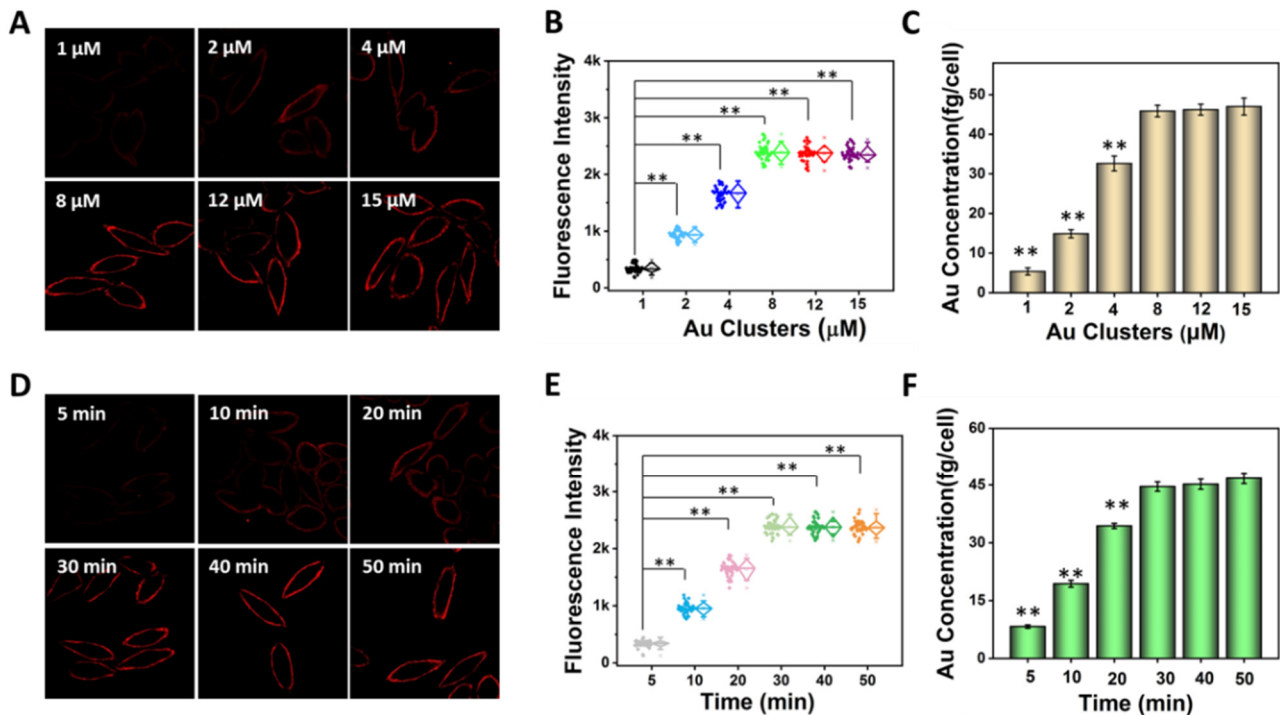 A
1 μM
2 μM
4 μM
8 μM
12 μM
15 μM
B
Fluorescence Intensity
4k
3k
2k
1k
0
**
**
**
**
**
1
2
4
8
12
15
Au Clusters (μM)
C
Au Concentration(fg/cell)
50
40
30
20
10
0
**
**
**
1
2
4
8
12
15
Au Clusters (μM)
D
5 min
10 min
20 min
30 min
40 min
50 min
E
Fluorescence Intensity
4k
3k
2k
1k
0
**
**
**
**
**
5
10
20
30
40
50
Time (min)
F
Au Concentration(fg/cell)
60
45
30
15
0
**
**
**
5
10
20
30
40
50
Time (min)